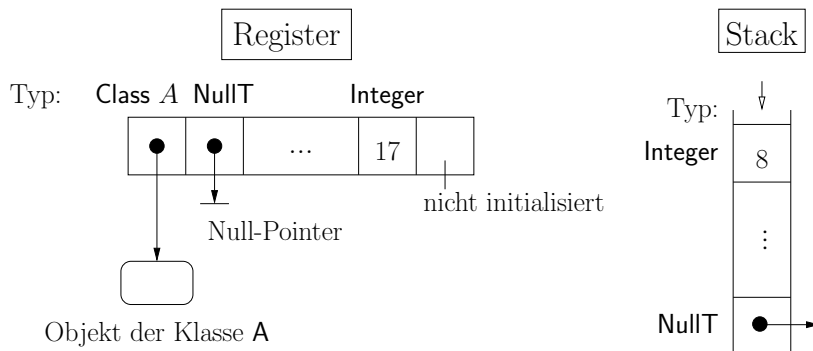 Register
Typ: Class A NullT Integer
... 17
nicht initialisiert
Null-Pointer
Objekt der Klasse A
Stack
Typ:
Integer 8
⋮
NullT